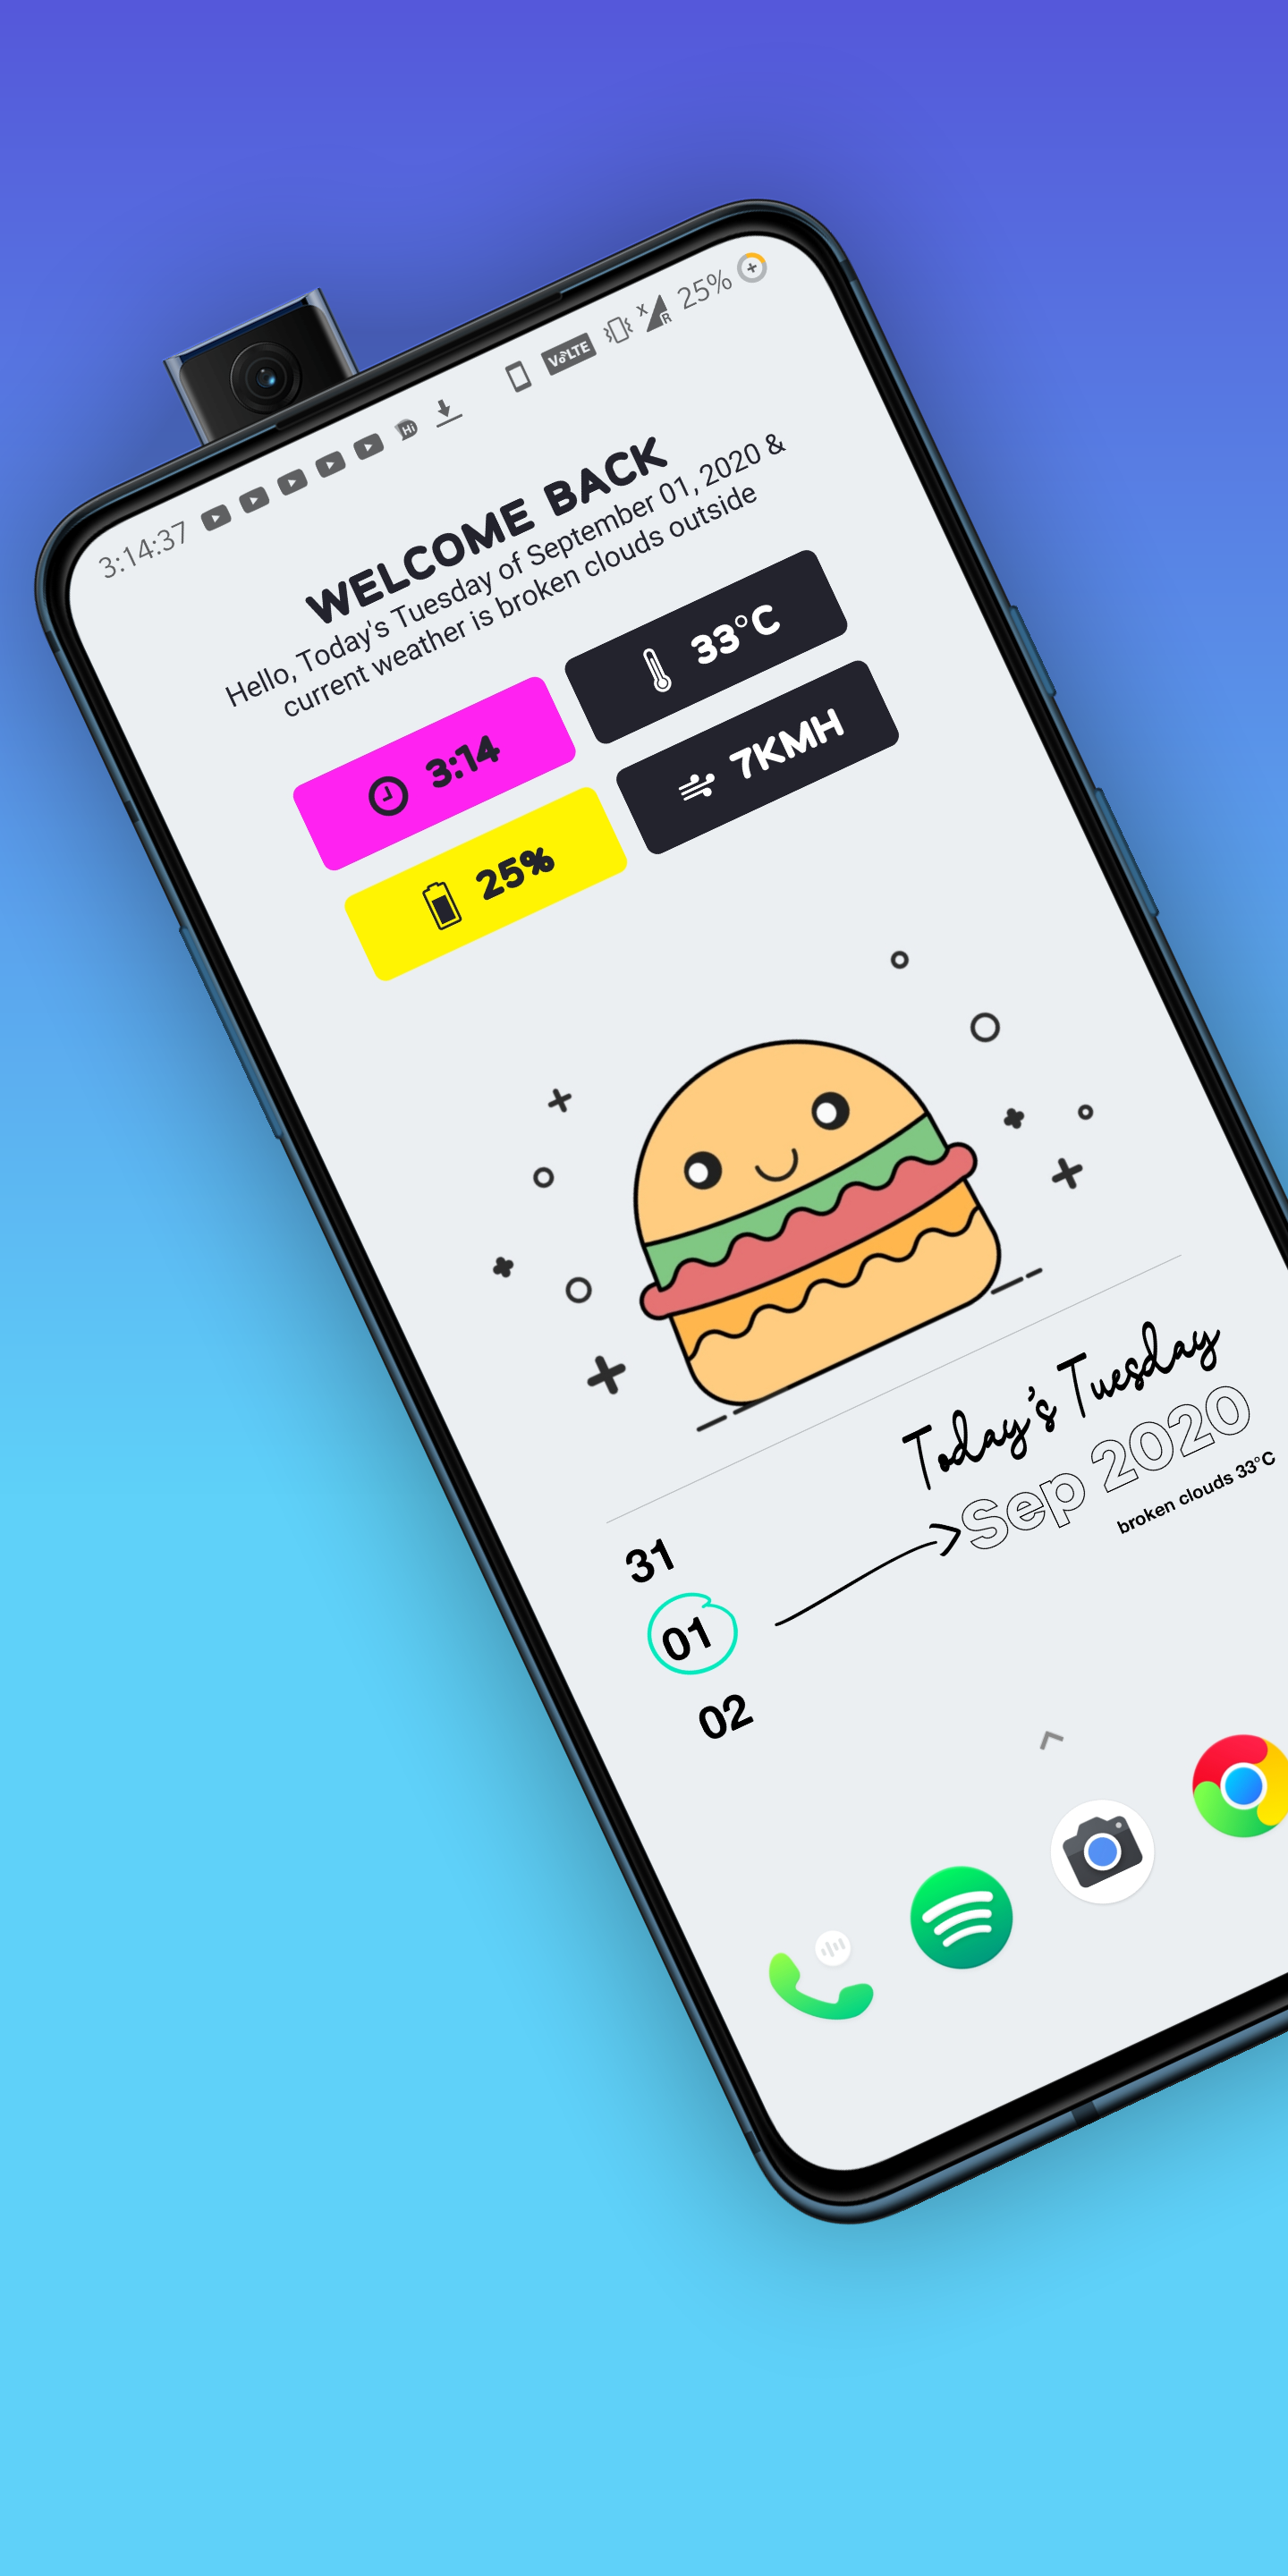 3:14:37 Hi VoLTE X R 25%
WELCOME BACK
Hello, Today's Tuesday of September 01, 2020 &
current weather is broken clouds outside
3:14 33°C
25% 7KMH
Today's Tuesday
Sep 2020
broken clouds 33°C
31
01
02